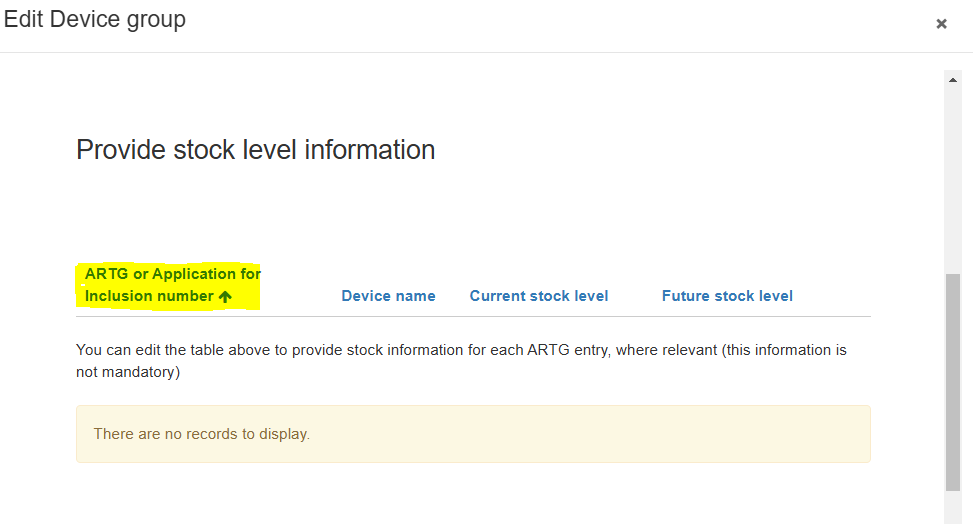 Edit Device group
Provide stock level information
ARTG or Application for
Inclusion number
Device name
Current stock level
Future stock level
You can edit the table above to provide stock information for each ARTG entry, where relevant (this information is
not mandatory)
There are no records to display.